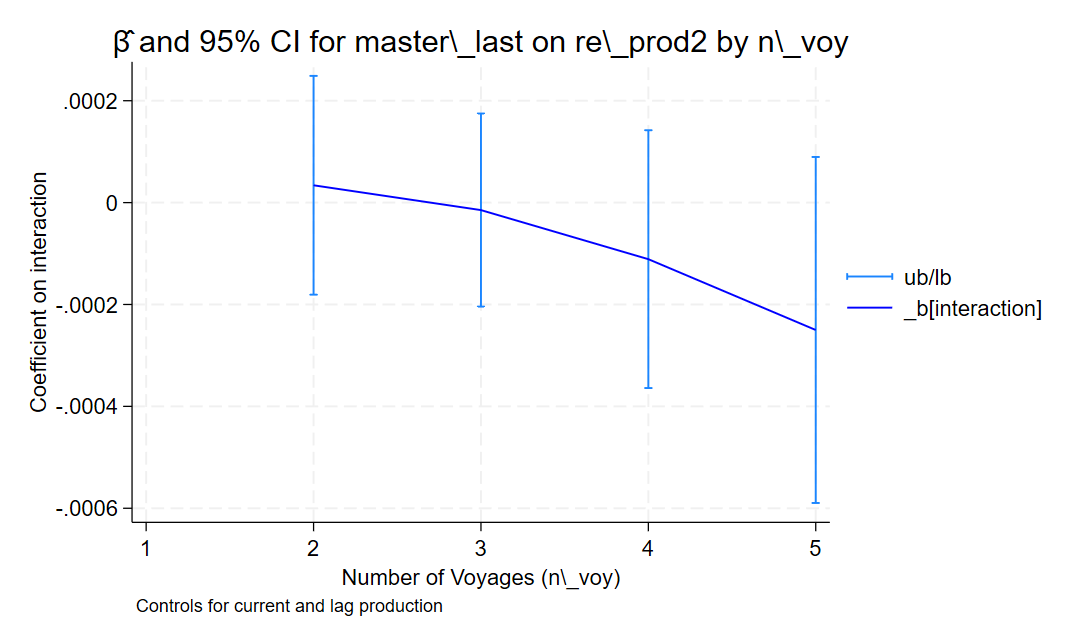 β̂ and 95% CI for master\_last on re\_prod2 by n\_voy
.0002
0
-.0002
-.0004
-.0006
Coefficient on interaction
1 2 3 4 5
Number of Voyages (n\_voy)
Controls for current and lag production
ub/lb
_b[interaction]